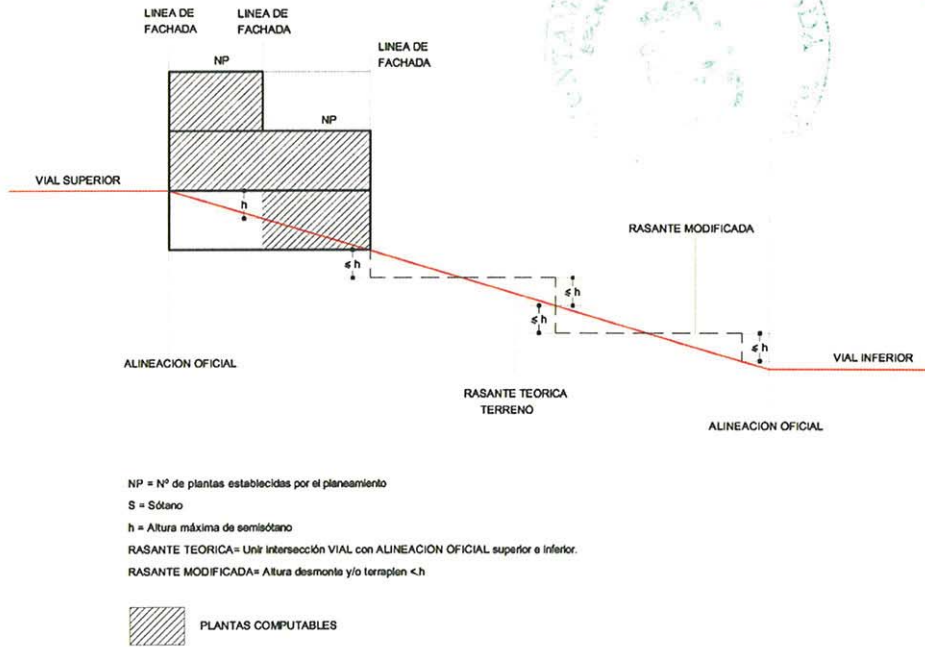 LINEA DE
FACHADA
LINEA DE
FACHADA
LINEA DE
FACHADA
NP
NP
VIAL SUPERIOR
h
RASANTE MODIFICADA
⩽ h
⩽ h
⩽ h
⩽ h
VIAL INFERIOR
ALINEACION OFICIAL
RASANTE TEORICA
TERRENO
ALINEACION OFICIAL
NP = Nº de plantas establecidas por el planeamiento
S = Sótano
h = Altura máxima de semisótano
RASANTE TEORICA= Unir intersección VIAL con ALINEACION OFICIAL superior e inferior.
RASANTE MODIFICADA= Altura desmonte y/o terraplen <.h
PLANTAS COMPUTABLES